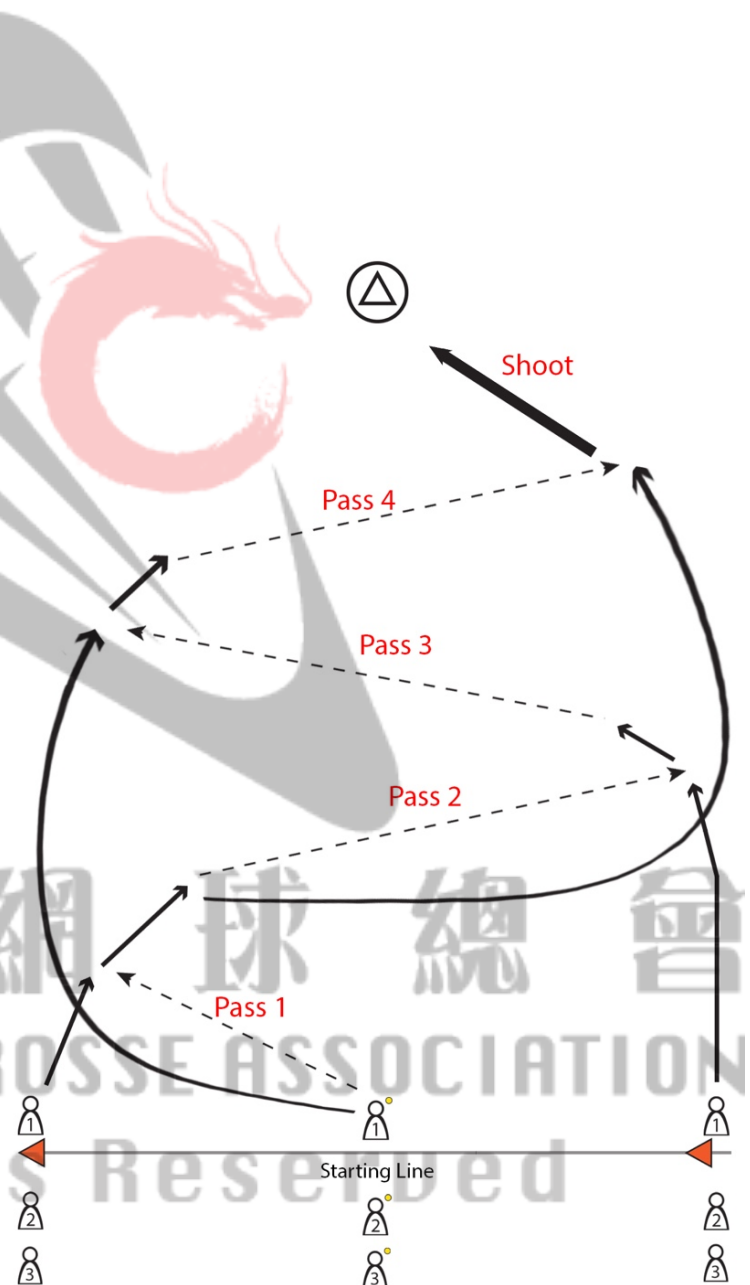 Shoot
Pass 4
Pass 3
Pass 2
網球總會
Pass 1
ROSSE ASSOCIATION
1 1 1
s Reserved
Starting Line
2 2 2
3 3 3